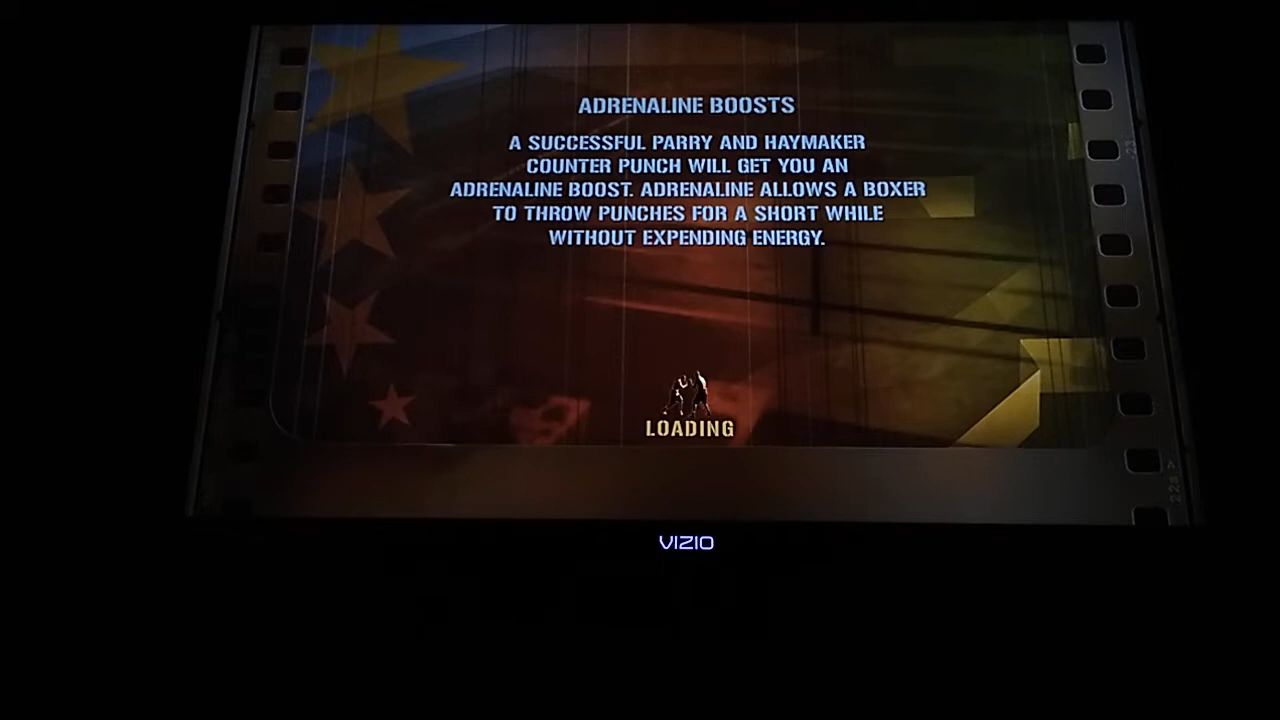 ADRENALINE BOOSTS
A SUCCESSFUL PARRY AND HAYMAKER
COUNTER PUNCH WILL GET YOU AN
ADRENALINE BOOST. ADRENALINE ALLOWS A BOXER
TO THROW PUNCHES FOR A SHORT WHILE
WITHOUT EXPENDING ENERGY.
LOADING
VIZIO